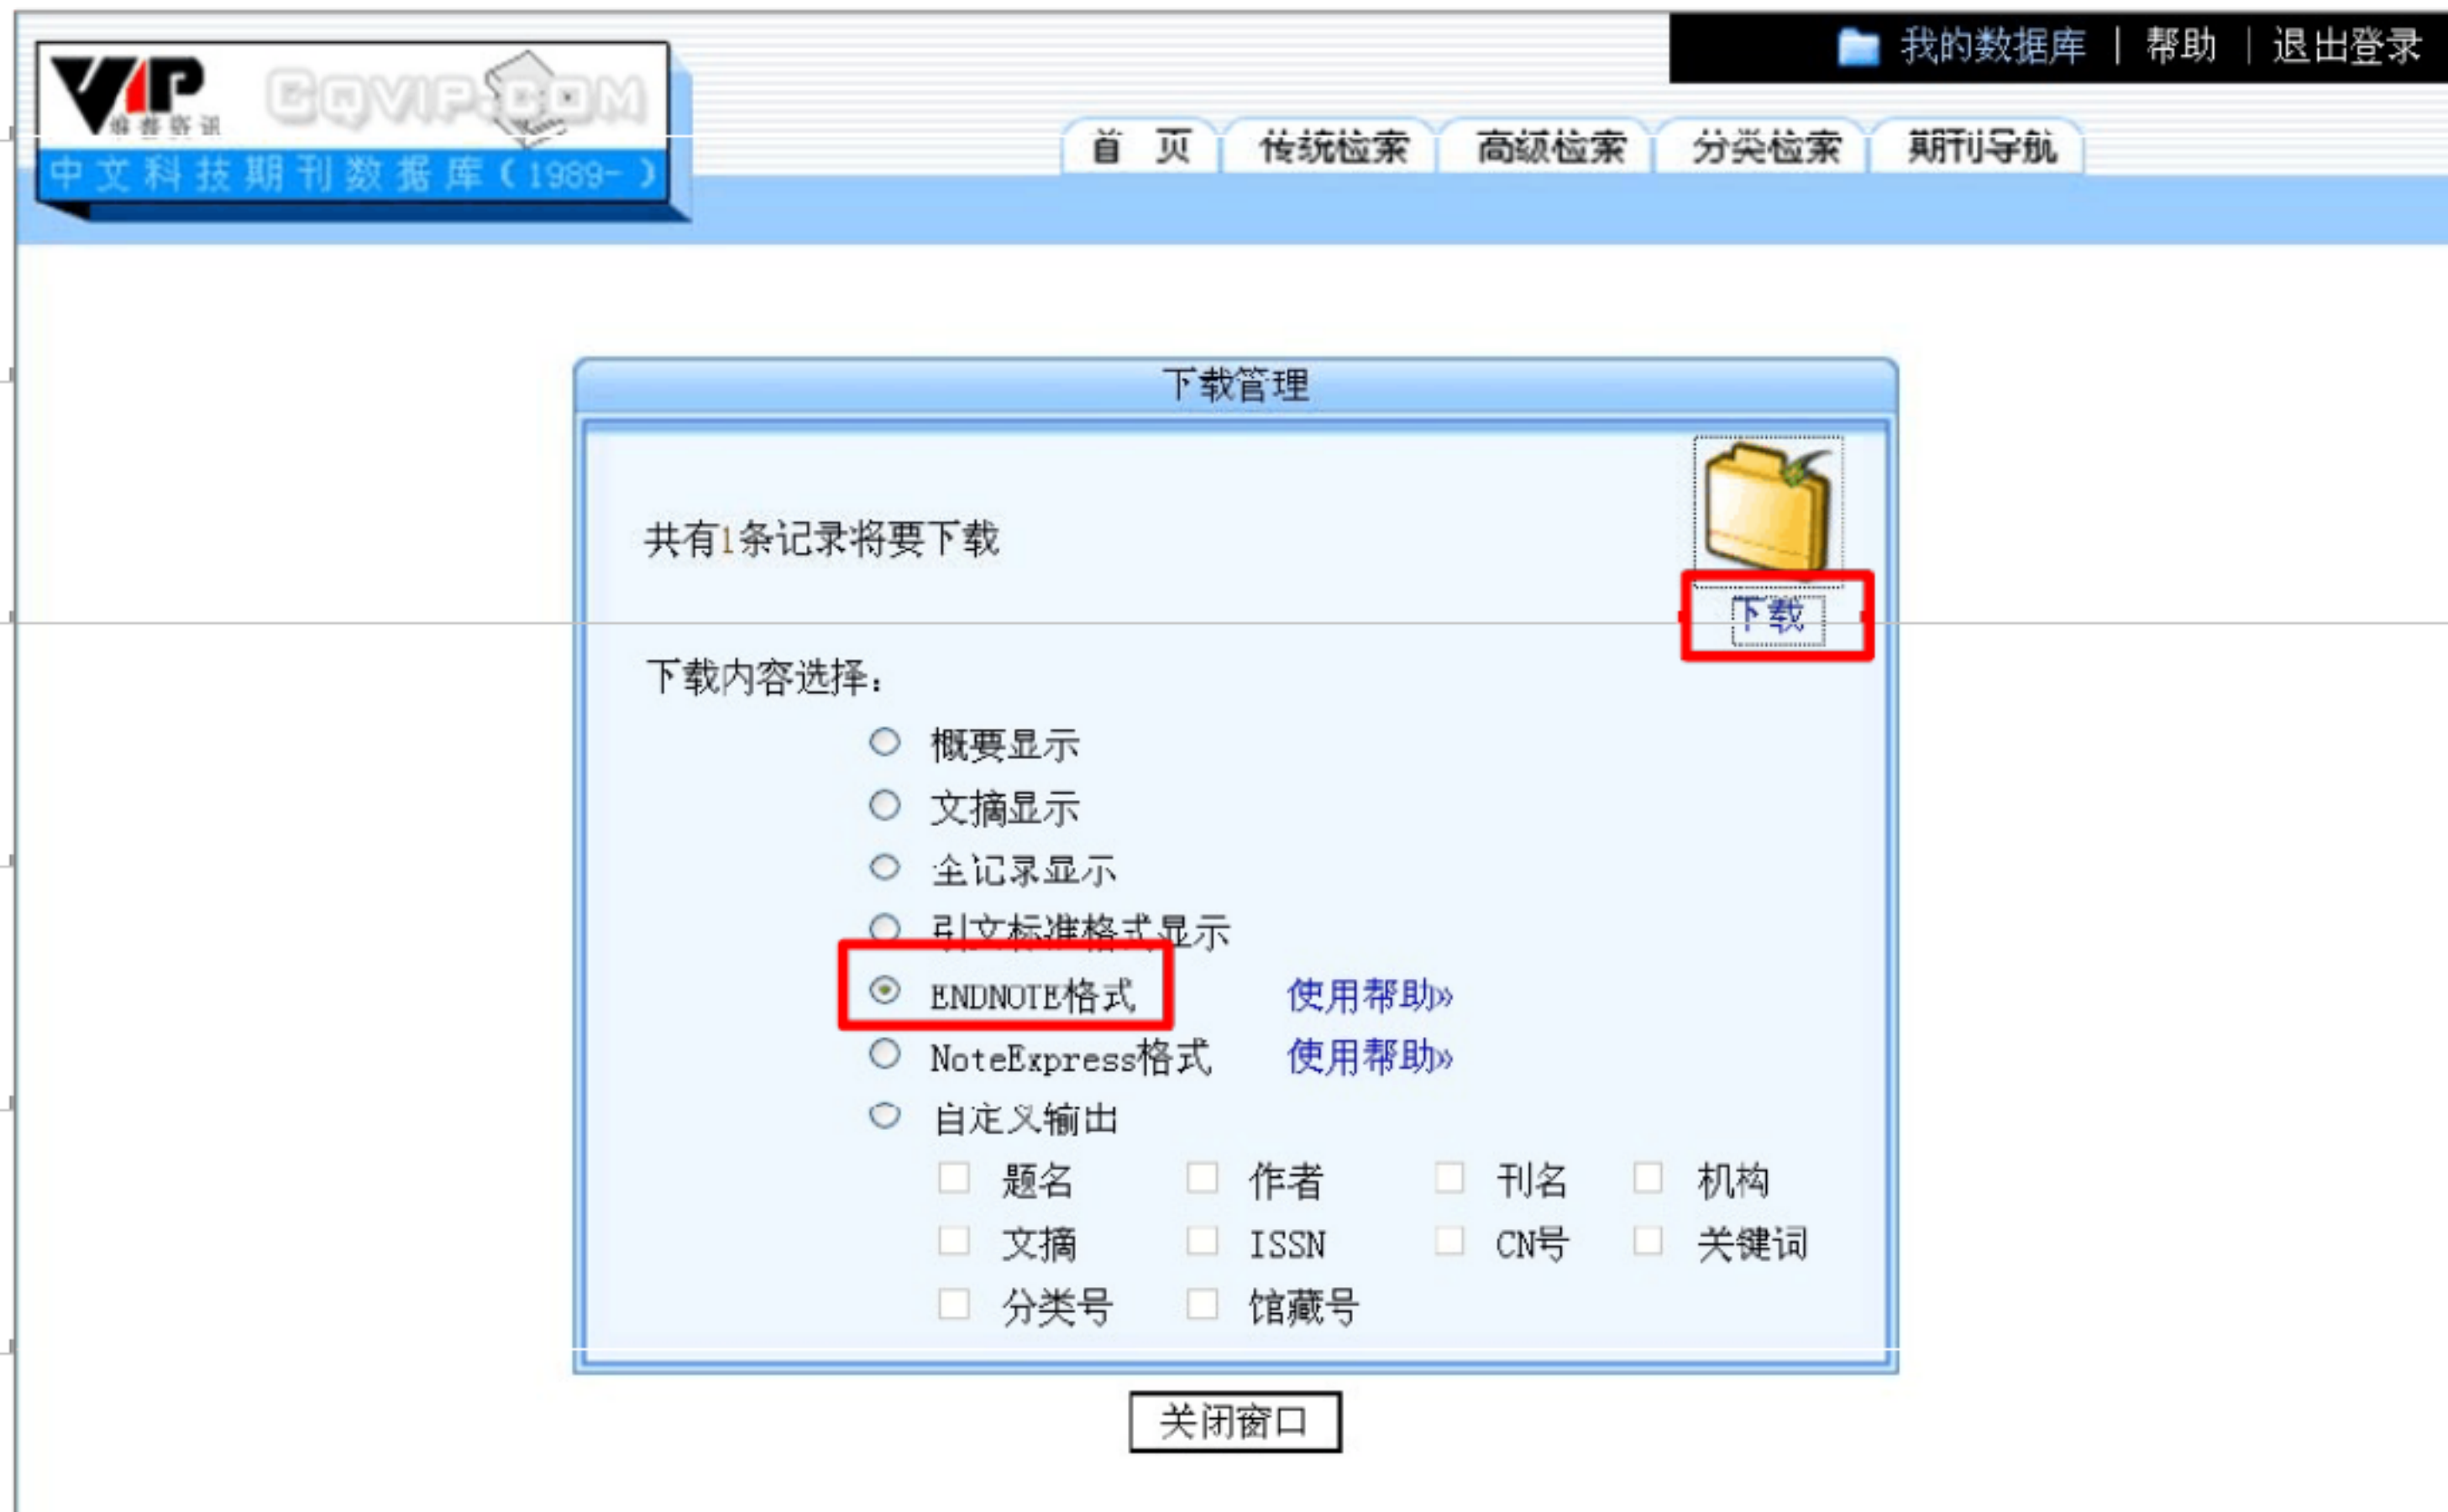 我的数据库 | 帮助 | 退出登录
VIP
维普资讯
CQVIP.COM
中文科技期刊数据库(1989- )
首 页 传统检索 高级检索 分类检索 期刊导航
下载管理
共有1条记录将要下载
下载
下载内容选择：
概要显示
文摘显示
全记录显示
引文标准格式显示
ENDNOTE格式 使用帮助»
NoteExpress格式 使用帮助»
自定义输出
题名 作者 刊名 机构
文摘 ISSN CN号 关键词
分类号 馆藏号
关闭窗口